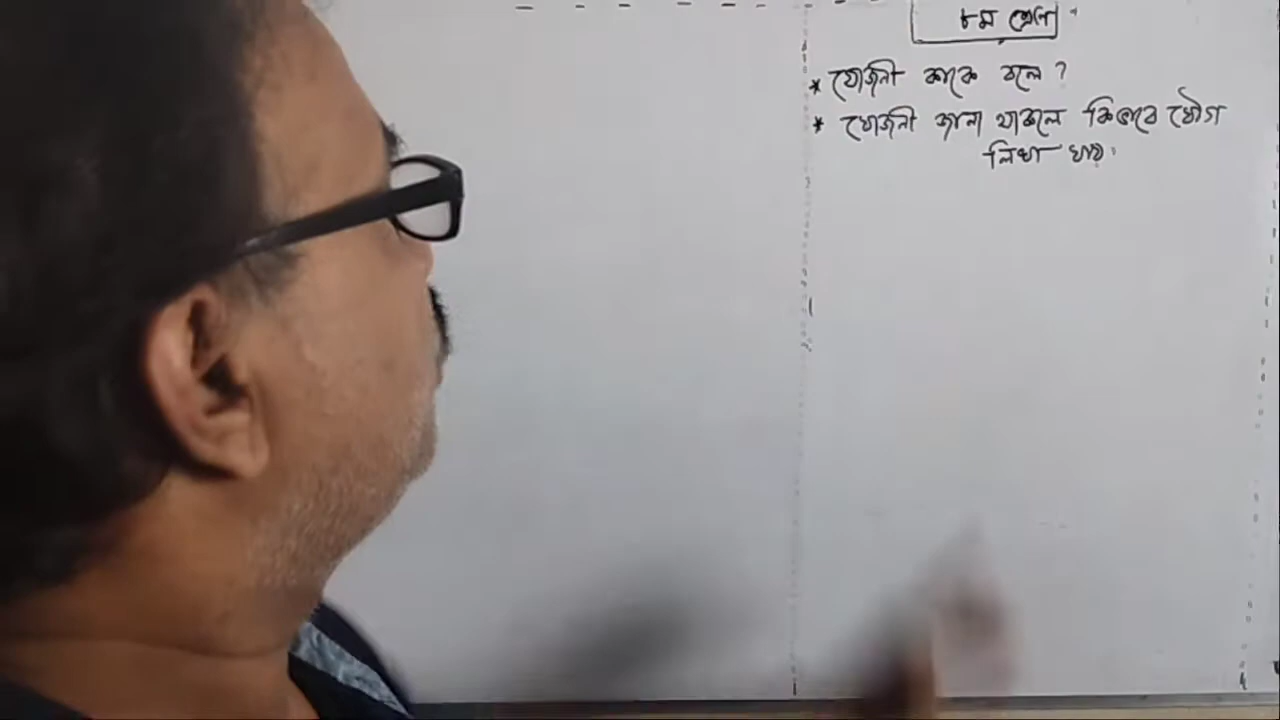 ৮ম শ্রেণি
* যোজনী কাকে বলে ?
* যোজনী জানা থাকলে কিভাবে যৌগ
লিখা যায়।